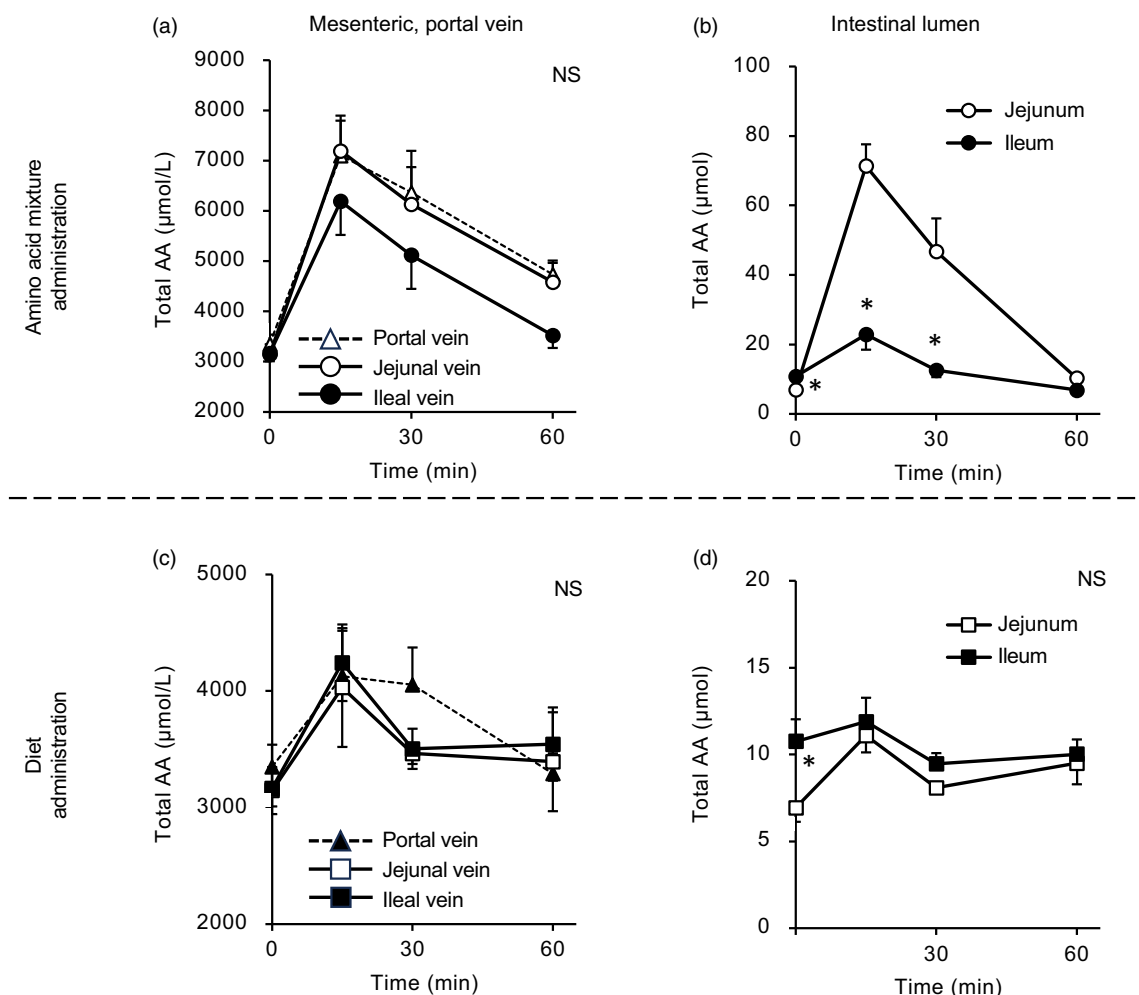 (a)
Mesenteric, portal vein
NS
Amino acid mixture
administration
Total AA (μmol/L)
9000
8000
7000
6000
5000
4000
3000
2000
Portal vein
Jejunal vein
Ileal vein
0
30
60
Time (min)
(b)
Intestinal lumen
Total AA (μmol)
100
80
60
40
20
0
Jejunum
Ileum
*
*
*
0
30
60
Time (min)
(c)
NS
Diet
administration
Total AA (μmol/L)
5000
4000
3000
2000
Portal vein
Jejunal vein
Ileal vein
0
30
60
Time (min)
(d)
NS
Total AA (μmol)
20
15
10
5
0
Jejunum
Ileum
*
30
60
Time (min)